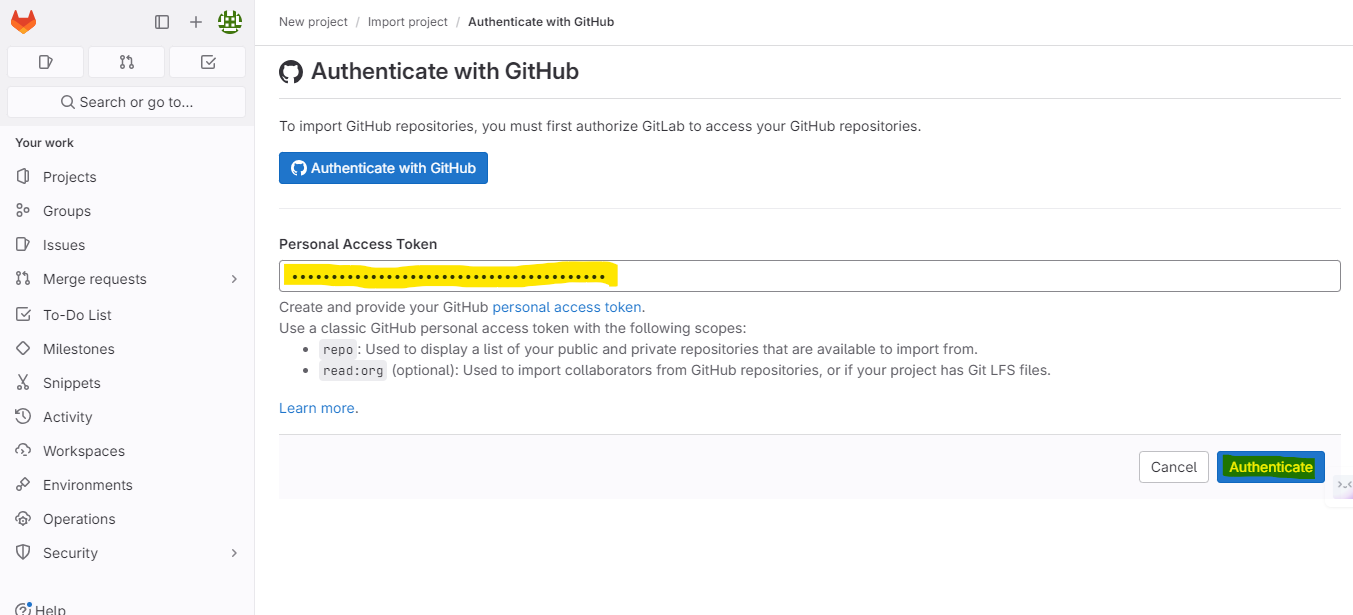 New project / Import project / Authenticate with GitHub
Search or go to...
Your work
Projects
Groups
Issues
Merge requests
To-Do List
Milestones
Snippets
Activity
Workspaces
Environments
Operations
Security
Help
Authenticate with GitHub
To import GitHub repositories, you must first authorize GitLab to access your GitHub repositories.
Authenticate with GitHub
Personal Access Token
••••••••••••••••••••••••••••••••••••••••
Create and provide your GitHub personal access token.
Use a classic GitHub personal access token with the following scopes:
• repo: Used to display a list of your public and private repositories that are available to import from.
• read:org (optional): Used to import collaborators from GitHub repositories, or if your project has Git LFS files.
Learn more.
Cancel
Authenticate